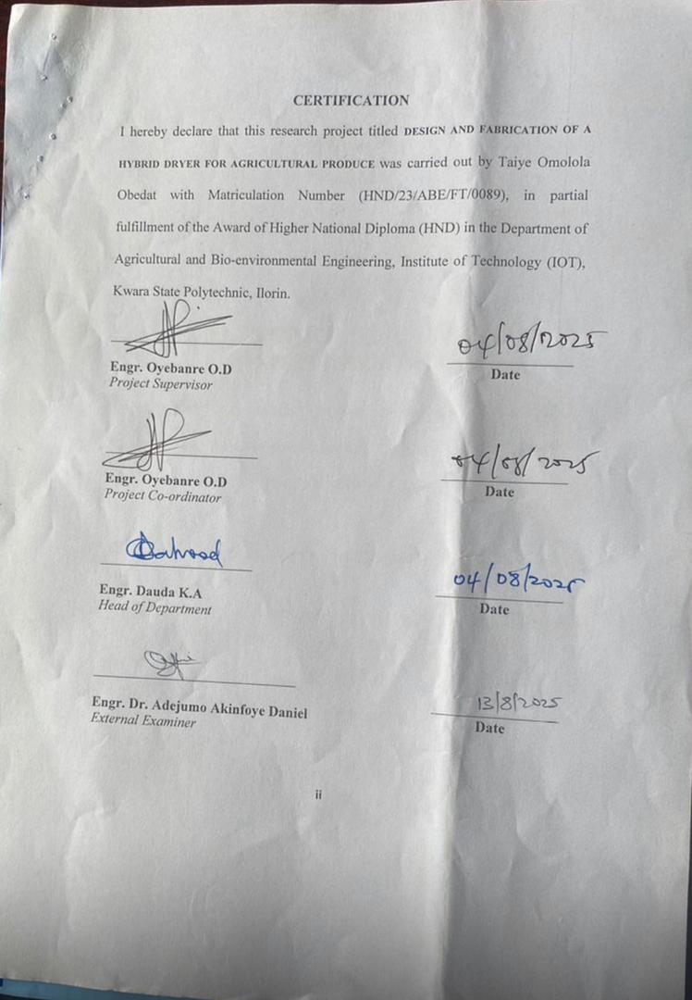 CERTIFICATION
I hereby declare that this research project titled DESIGN AND FABRICATION OF A
HYBRID DRYER FOR AGRICULTURAL PRODUCE was carried out by Taiye Omolola
Obedat with Matriculation Number (HND/23/ABE/FT/0089), in partial
fulfillment of the Award of Higher National Diploma (HND) in the Department of
Agricultural and Bio-environmental Engineering, Institute of Technology (IOT),
Kwara State Polytechnic, Ilorin.
04/08/2025
Engr. Oyebanre O.D
Date
Project Supervisor
04/08/2025
Engr. Oyebanre O.D
Date
Project Co-ordinator
04/08/2025
Engr. Dauda K.A
Date
Head of Department
13/8/2025
Engr. Dr. Adejumo Akinfoye Daniel
Date
External Examiner
ii